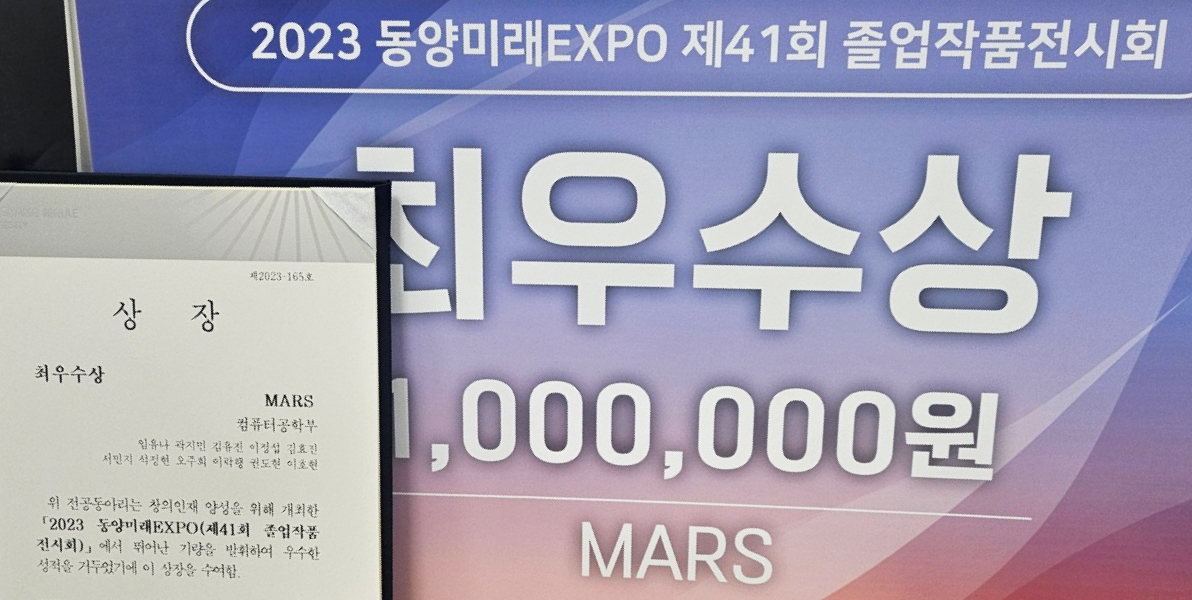 2023 동양미래EXPO 제41회 졸업작품전시회
최우수상
1,000,000원
MARS
제2023-165호
상 장
최우수상
MARS
컴퓨터공학부
임유나 곽지민 김유진 이정섭 김효진
서민지 석정현 오주희 이락행 권도현 이호현
위 전공동아리는 창의인재 양성을 위해 개최한
「2023 동양미래EXPO(제41회 졸업작품
전시회)」에서 뛰어난 기량을 발휘하여 우수한
성적을 거두었기에 이 상장을 수여함.